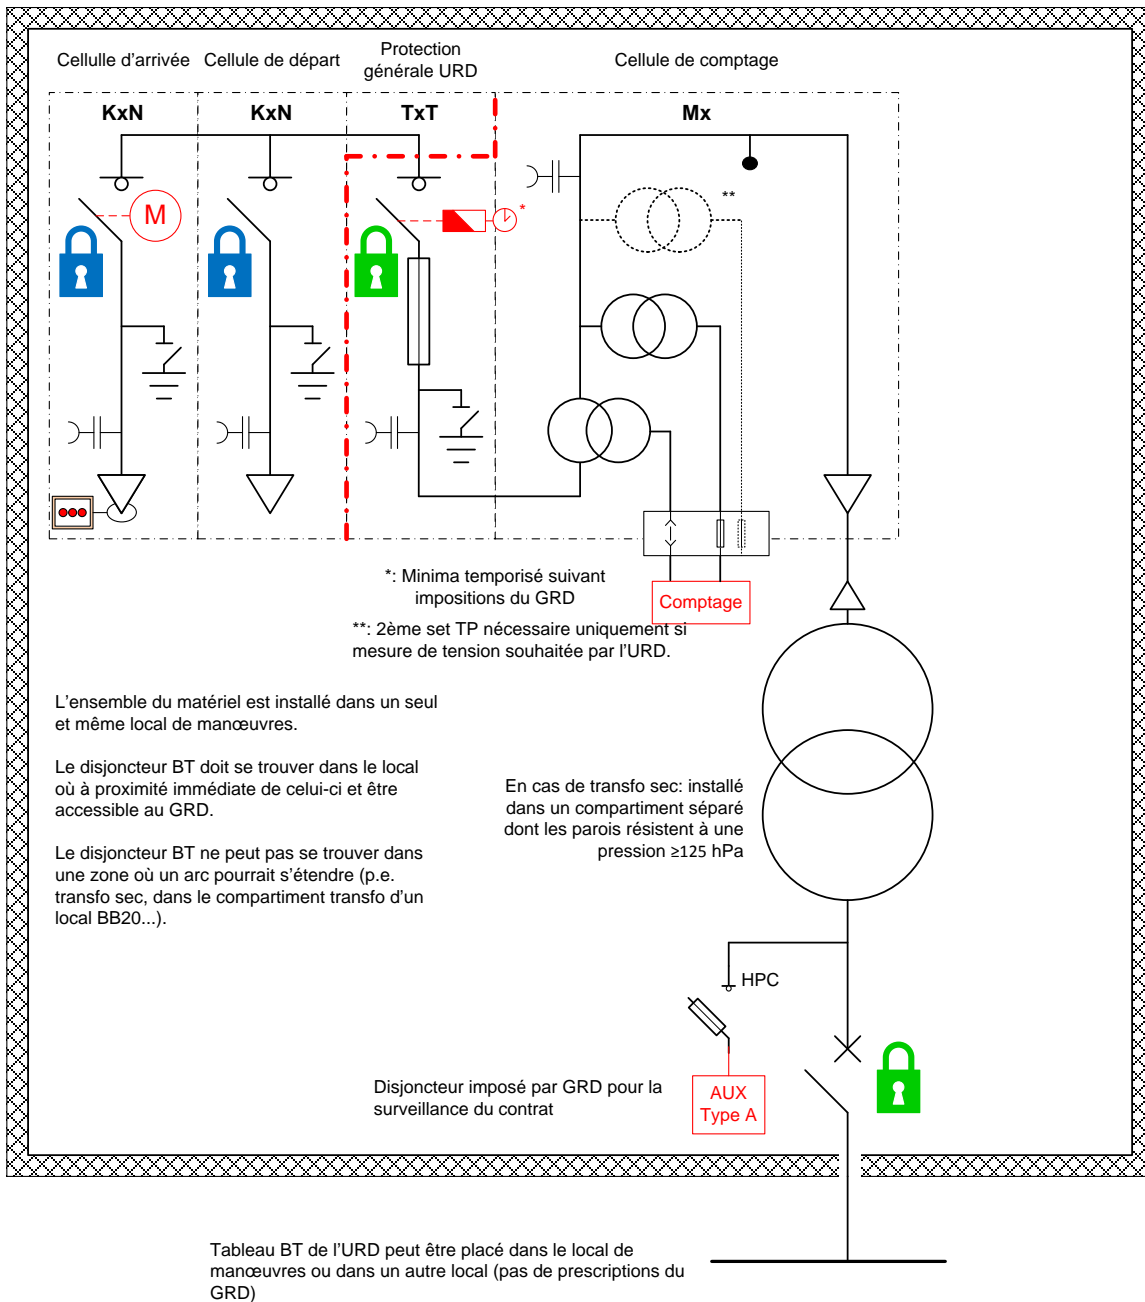 Cellulle d’arrivée
Cellule de départ
Protection
générale URD
Cellule de comptage
KxN
KxN
TxT
Mx
M
*
**
*: Minima temporisé suivant
impositions du GRD
Comptage
**: 2ème set TP nécessaire uniquement si
mesure de tension souhaitée par l’URD.
L’ensemble du matériel est installé dans un seul
et même local de manœuvres.
Le disjoncteur BT doit se trouver dans le local
où à proximité immédiate de celui-ci et être
accessible au GRD.
Le disjoncteur BT ne peut pas se trouver dans
une zone où un arc pourrait s’étendre (p.e.
transfo sec, dans le compartiment transfo d’un
local BB20...).
En cas de transfo sec: installé
dans un compartiment séparé
dont les parois résistent à une
pression ≥125 hPa
HPC
Disjoncteur imposé par GRD pour la
surveillance du contrat
AUX
Type A
Tableau BT de l’URD peut être placé dans le local de
manœuvres ou dans un autre local (pas de prescriptions du
GRD)